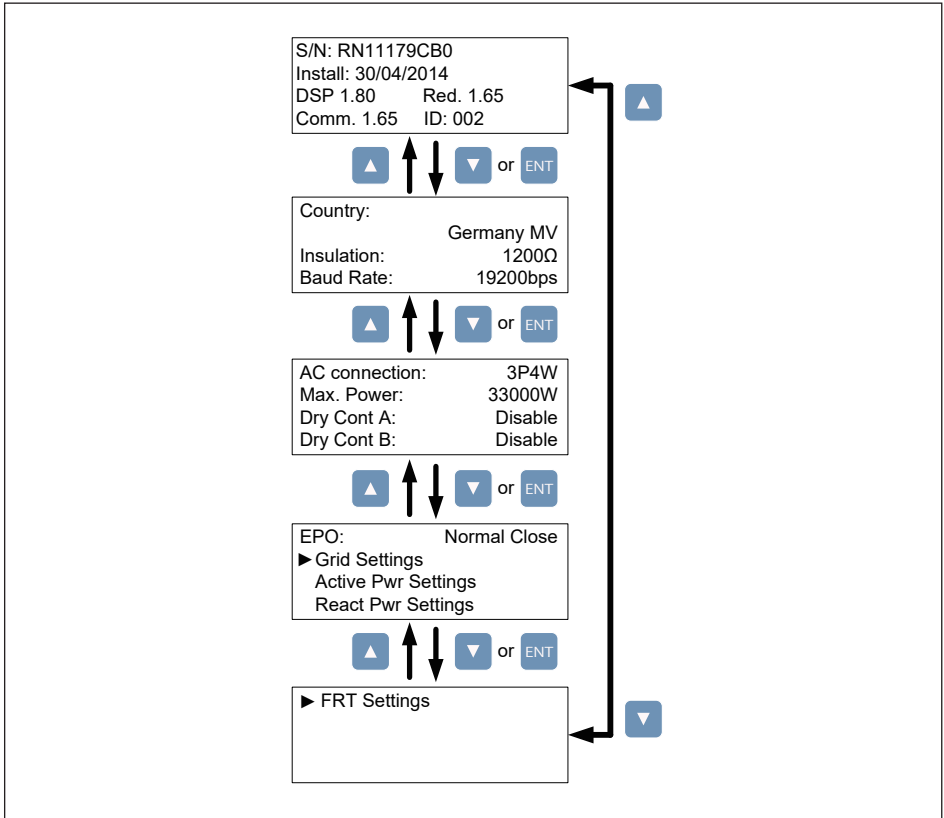 S/N: RN11179CB0
Install: 30/04/2014
DSP 1.80 Red. 1.65
Comm. 1.65 ID: 002
▲ ▼ or ENT
▲
Country:
Germany MV
Insulation: 1200Ω
Baud Rate: 19200bps
▲ ▼ or ENT
AC connection: 3P4W
Max. Power: 33000W
Dry Cont A: Disable
Dry Cont B: Disable
▲ ▼ or ENT
EPO: Normal Close
►Grid Settings
Active Pwr Settings
React Pwr Settings
▲ ▼ or ENT
► FRT Settings
▼